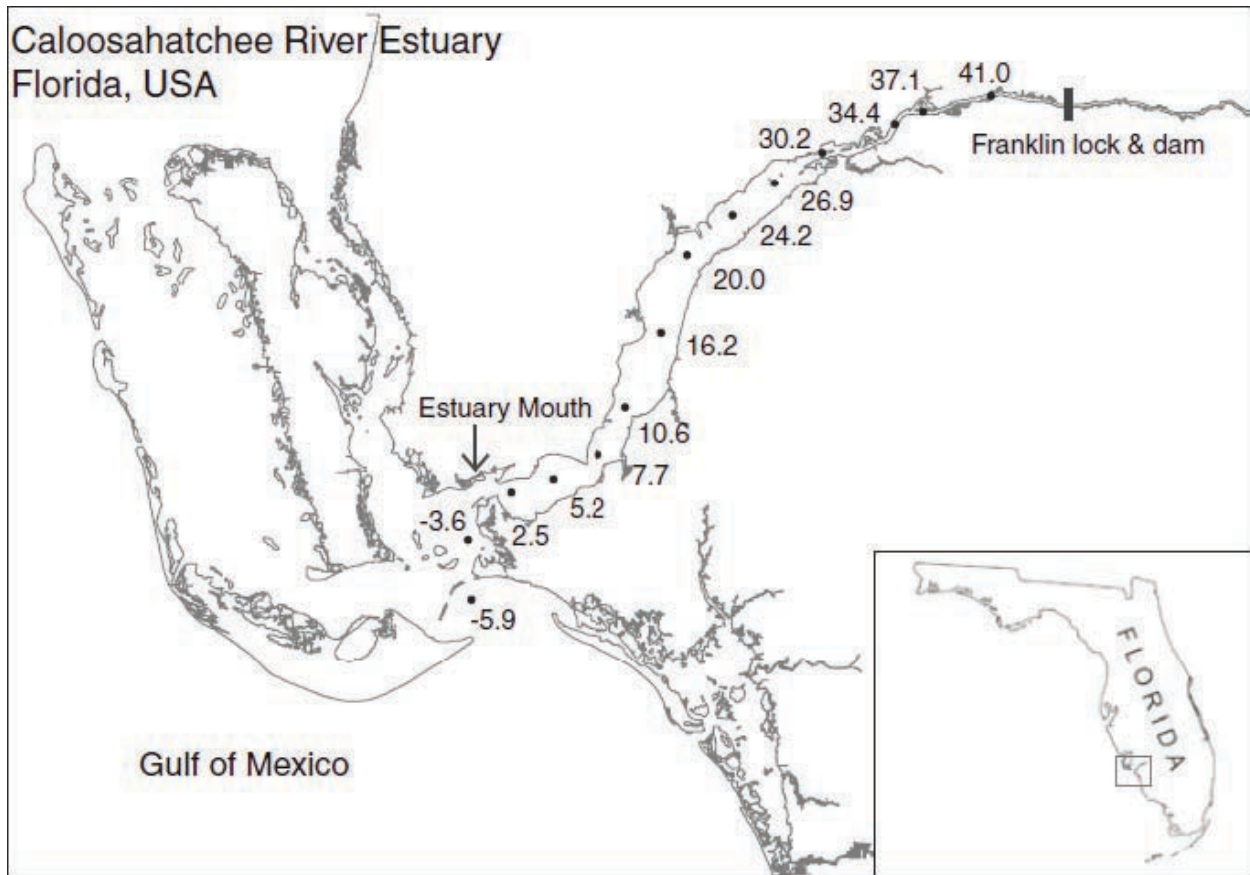 Caloosahatchee River Estuary
Florida, USA
41.0
37.1
34.4
30.2
Franklin lock & dam
26.9
24.2
20.0
16.2
Estuary Mouth
10.6
7.7
5.2
-3.6
2.5
-5.9
Gulf of Mexico
FLORIDA